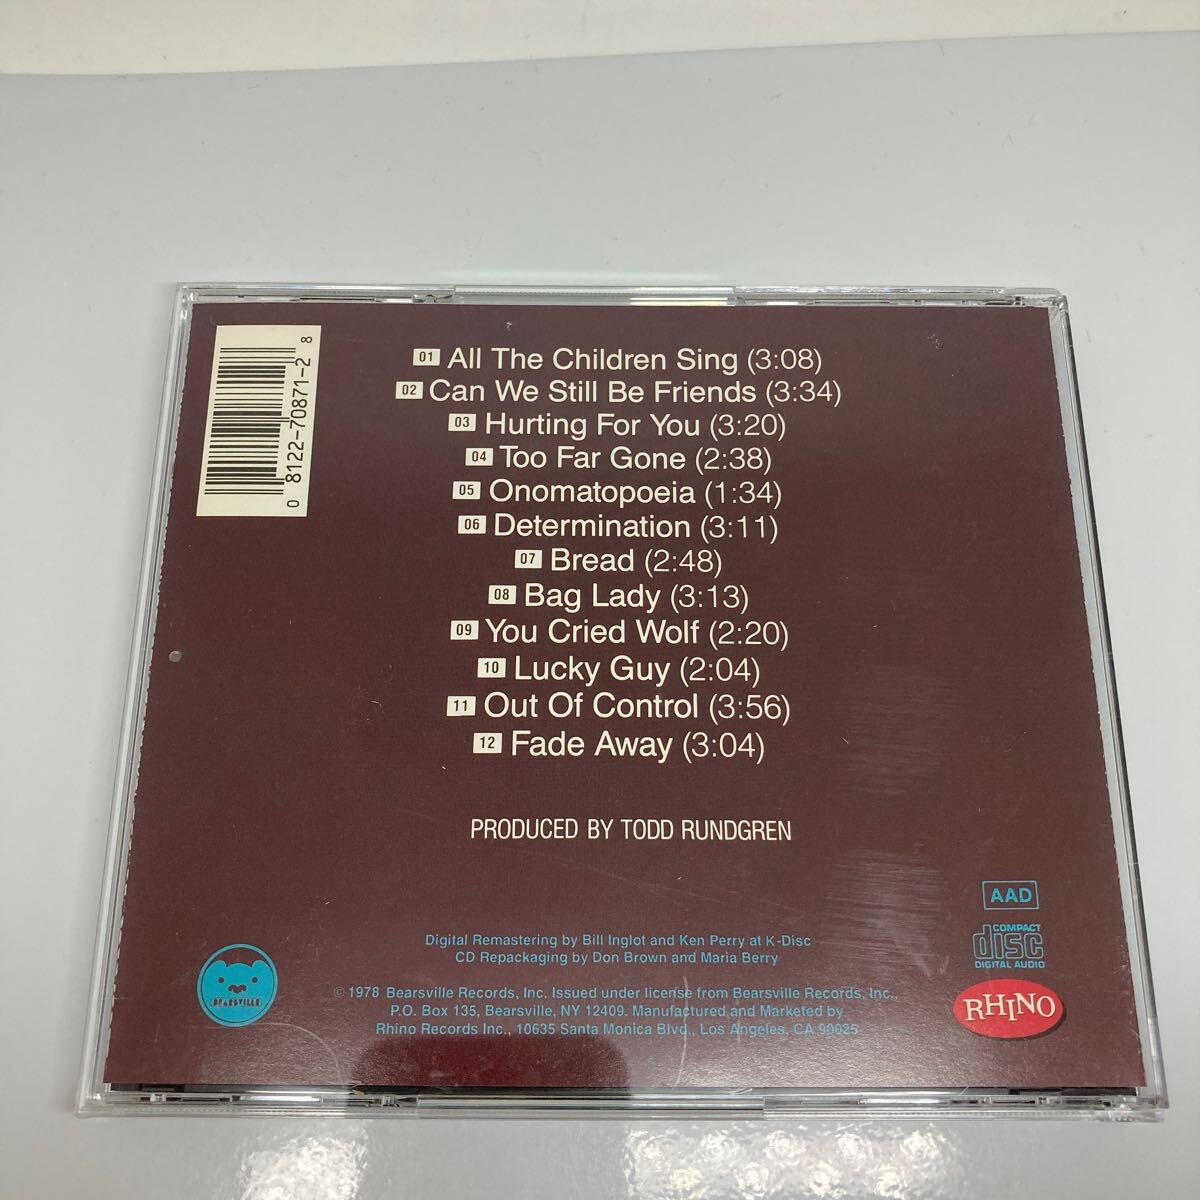 0 8122-70871-2 8
01 All The Children Sing (3:08)
02 Can We Still Be Friends (3:34)
03 Hurting For You (3:20)
04 Too Far Gone (2:38)
05 Onomatopoeia (1:34)
06 Determination (3:11)
07 Bread (2:48)
08 Bag Lady (3:13)
09 You Cried Wolf (2:20)
10 Lucky Guy (2:04)
11 Out Of Control (3:56)
12 Fade Away (3:04)
PRODUCED BY TODD RUNDGREN
AAD
COMPACT
disc
DIGITAL AUDIO
Digital Remastering by Bill Inglot and Ken Perry at K-Disc
CD Repackaging by Don Brown and Maria Berry
BEARSVILLE
© 1978 Bearsville Records, Inc. Issued under license from Bearsville Records, Inc.,
P.O. Box 135, Bearsville, NY 12409. Manufactured and Marketed by
Rhino Records Inc., 10635 Santa Monica Blvd., Los Angeles, CA 90025
RHINO